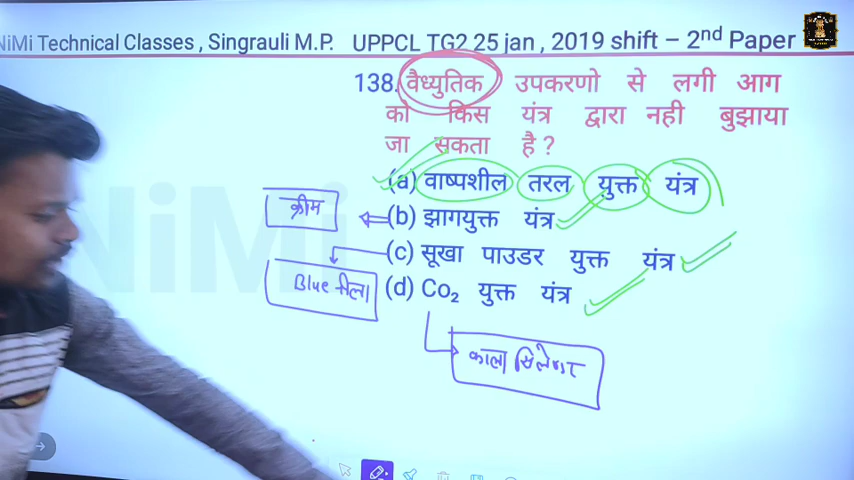 NiMi Technical Classes , Singrauli M.P. UPPCL TG2 25 jan , 2019 shift – 2nd Paper
138. वैध्युतिक उपकरणो से लगी आग
को किस यंत्र द्वारा नही बुझाया
जा सकता है ?
(a) वाष्पशील तरल युक्त यंत्र
क्रीम
(b) झागयुक्त यंत्र
(c) सूखा पाउडर युक्त यंत्र
Blue नीला
(d) Co₂ युक्त यंत्र
काला
NiMi